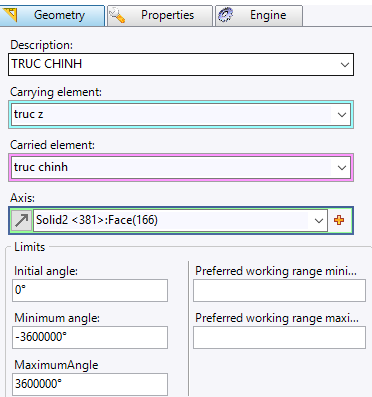 Geometry Properties Engine
Description:
TRUC CHINH
Carrying element:
truc z
Carried element:
truc chinh
Axis:
Solid2 <381>:Face(166)
Limits
Initial angle: Preferred working range mini...
0°
Minimum angle: Preferred working range maxi...
-3600000°
MaximumAngle
3600000°